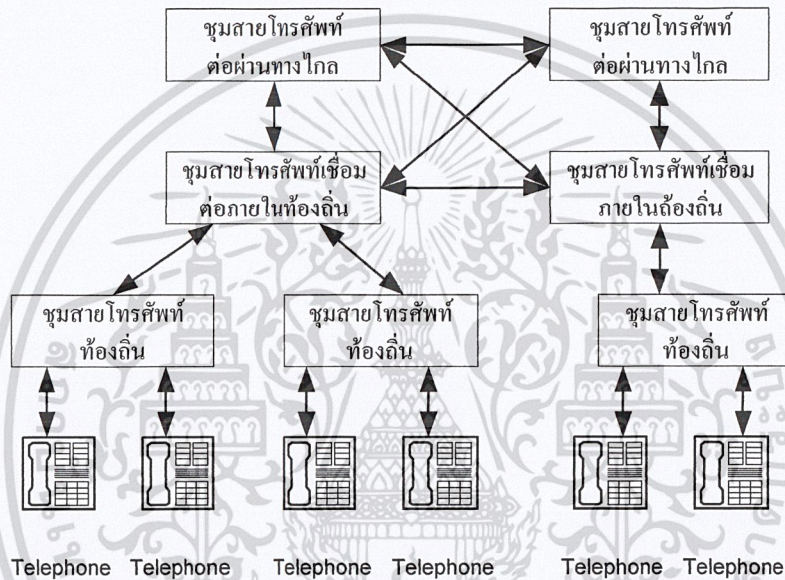 ชุมสายโทรศัพท์
ต่อผ่านทางไกล
ชุมสายโทรศัพท์
ต่อผ่านทางไกล
ชุมสายโทรศัพท์เชื่อม
ต่อภายในท้องถิ่น
ชุมสายโทรศัพท์เชื่อม
ภายในถ้องถิ่น
ชุมสายโทรศัพท์
ท้องถิ่น
ชุมสายโทรศัพท์
ท้องถิ่น
ชุมสายโทรศัพท์
ท้องถิ่น
Telephone Telephone Telephone Telephone Telephone Telephone